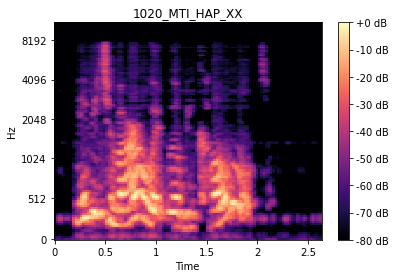 1020_MTI_HAP_XX
+0 dB
8192
-10 dB
4096
-20 dB
-30 dB
2048
Hz
-40 dB
1024
-50 dB
512
-60 dB
-70 dB
0
-80 dB
0 0.5 1 1.5 2 2.5
Time